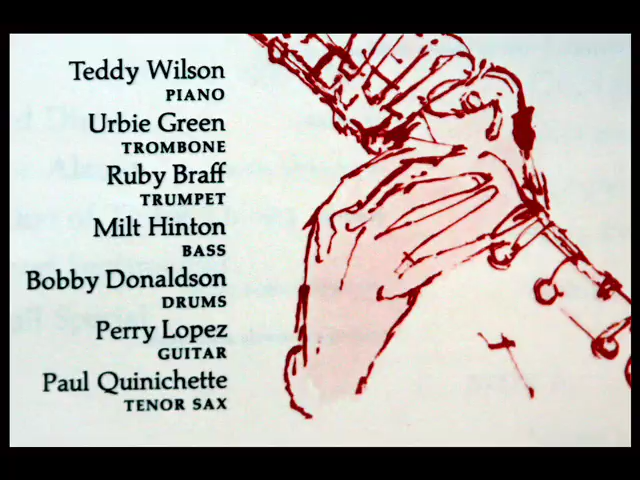 Teddy Wilson
PIANO
Urbie Green
TROMBONE
Ruby Braff
TRUMPET
Milt Hinton
BASS
Bobby Donaldson
DRUMS
Perry Lopez
GUITAR
Paul Quinichette
TENOR SAX